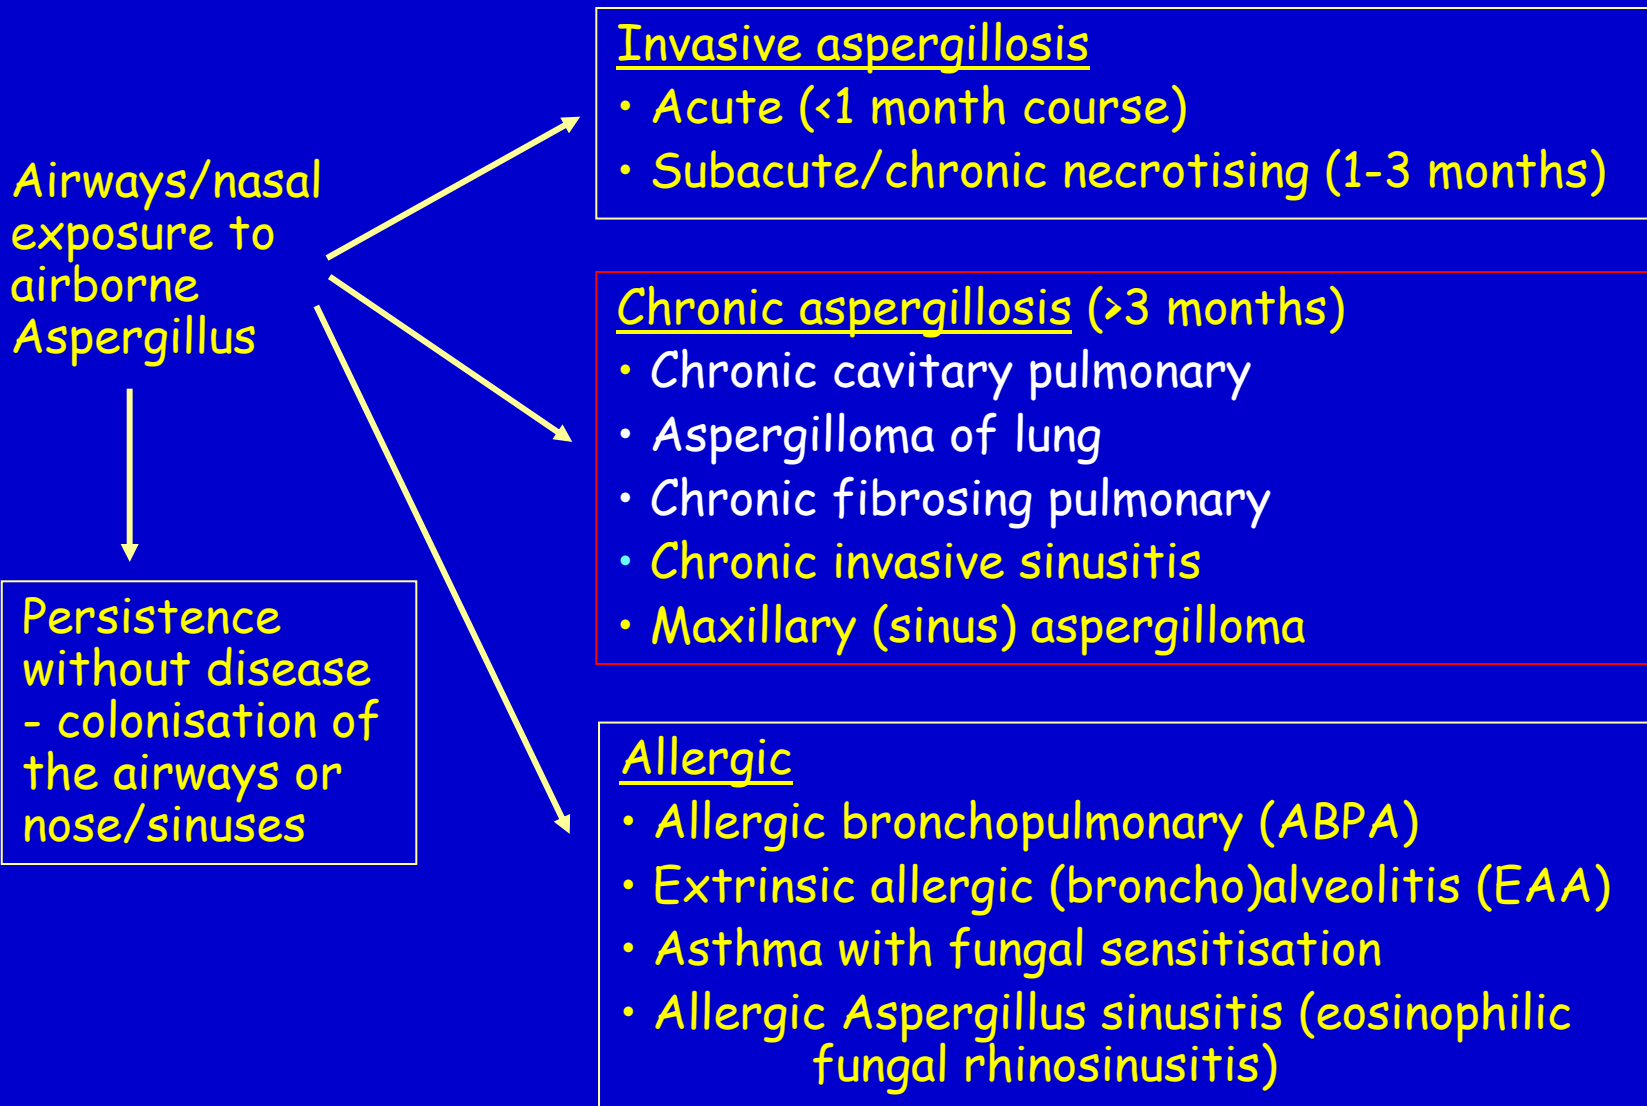 Airways/nasal
exposure to
airborne
Aspergillus
Persistence
without disease
- colonisation of
the airways or
nose/sinuses
Invasive aspergillosis
• Acute (<1 month course)
• Subacute/chronic necrotising (1-3 months)
Chronic aspergillosis (>3 months)
• Chronic cavitary pulmonary
• Aspergilloma of lung
• Chronic fibrosing pulmonary
• Chronic invasive sinusitis
• Maxillary (sinus) aspergilloma
Allergic
• Allergic bronchopulmonary (ABPA)
• Extrinsic allergic (broncho)alveolitis (EAA)
• Asthma with fungal sensitisation
• Allergic Aspergillus sinusitis (eosinophilic
fungal rhinosinusitis)